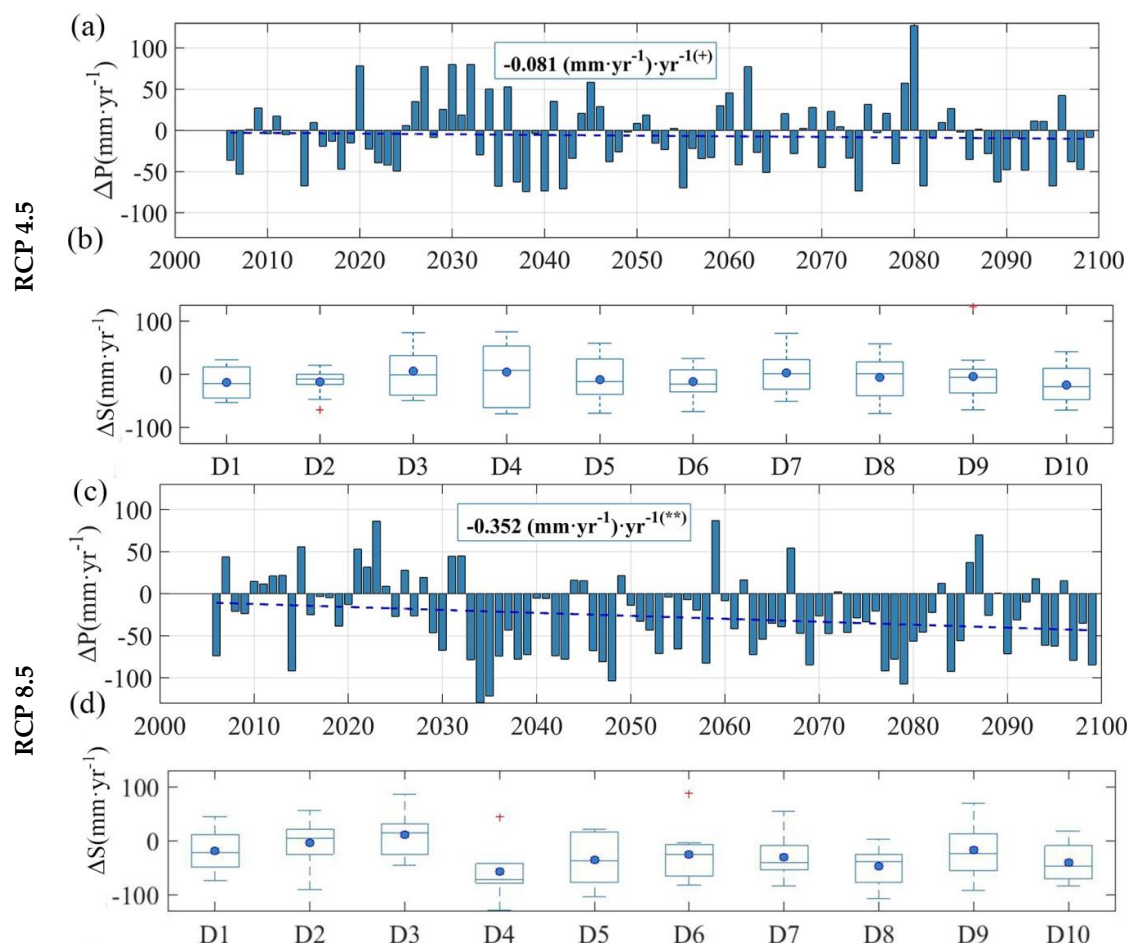 (a)
RCP 4.5
ΔP(mm·yr⁻¹)
100
50
0
-50
-100
-0.081 (mm·yr⁻¹)·yr⁻¹⁽⁺⁾
2000 2010 2020 2030 2040 2050 2060 2070 2080 2090 2100
(b)
ΔS(mm·yr⁻¹)
100
0
-100
D1 D2 D3 D4 D5 D6 D7 D8 D9 D10
(c)
RCP 8.5
ΔP(mm·yr⁻¹)
100
50
0
-50
-100
-0.352 (mm·yr⁻¹)·yr⁻¹⁽**⁾
2000 2010 2020 2030 2040 2050 2060 2070 2080 2090 2100
(d)
ΔS(mm·yr⁻¹)
100
0
-100
D1 D2 D3 D4 D5 D6 D7 D8 D9 D10